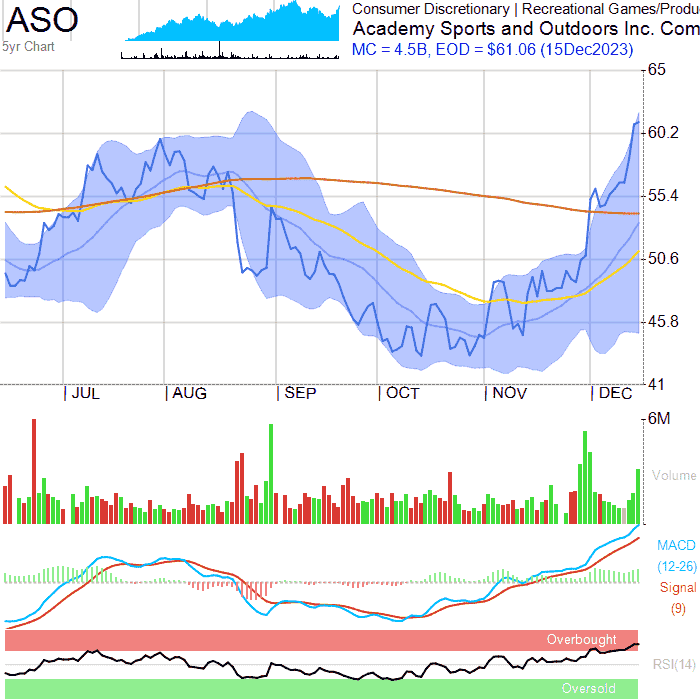 ASO
5yr Chart
Consumer Discretionary | Recreational Games/Produ
Academy Sports and Outdoors Inc. Com
MC = 4.5B, EOD = $61.06 (15Dec2023)
65
60.2
55.4
50.6
45.8
41
JUL AUG SEP OCT NOV DEC
6M
Volume
MACD
(12-26)
Signal
(9)
Overbought
RSI(14)
Oversold